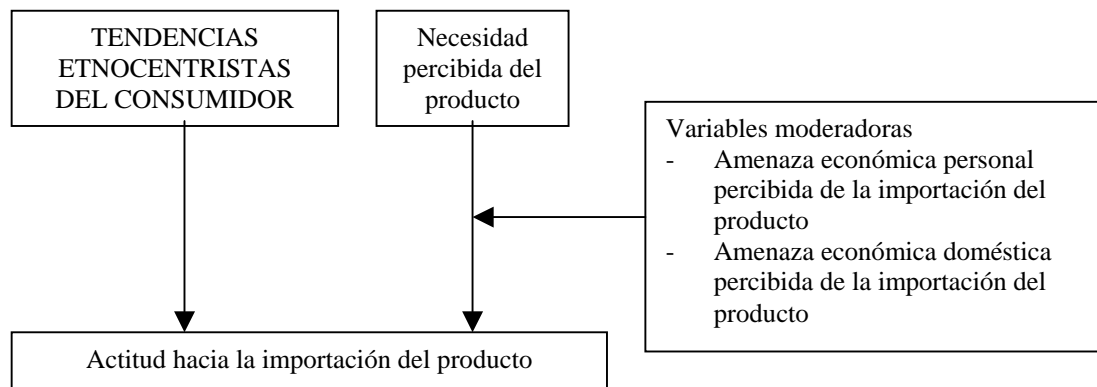 TENDENCIAS
ETNOCENTRISTAS
DEL CONSUMIDOR
Necesidad
percibida del
producto
Variables moderadoras
- Amenaza económica personal
percibida de la importación del
producto
- Amenaza económica doméstica
percibida de la importación del
producto
Actitud hacia la importación del producto